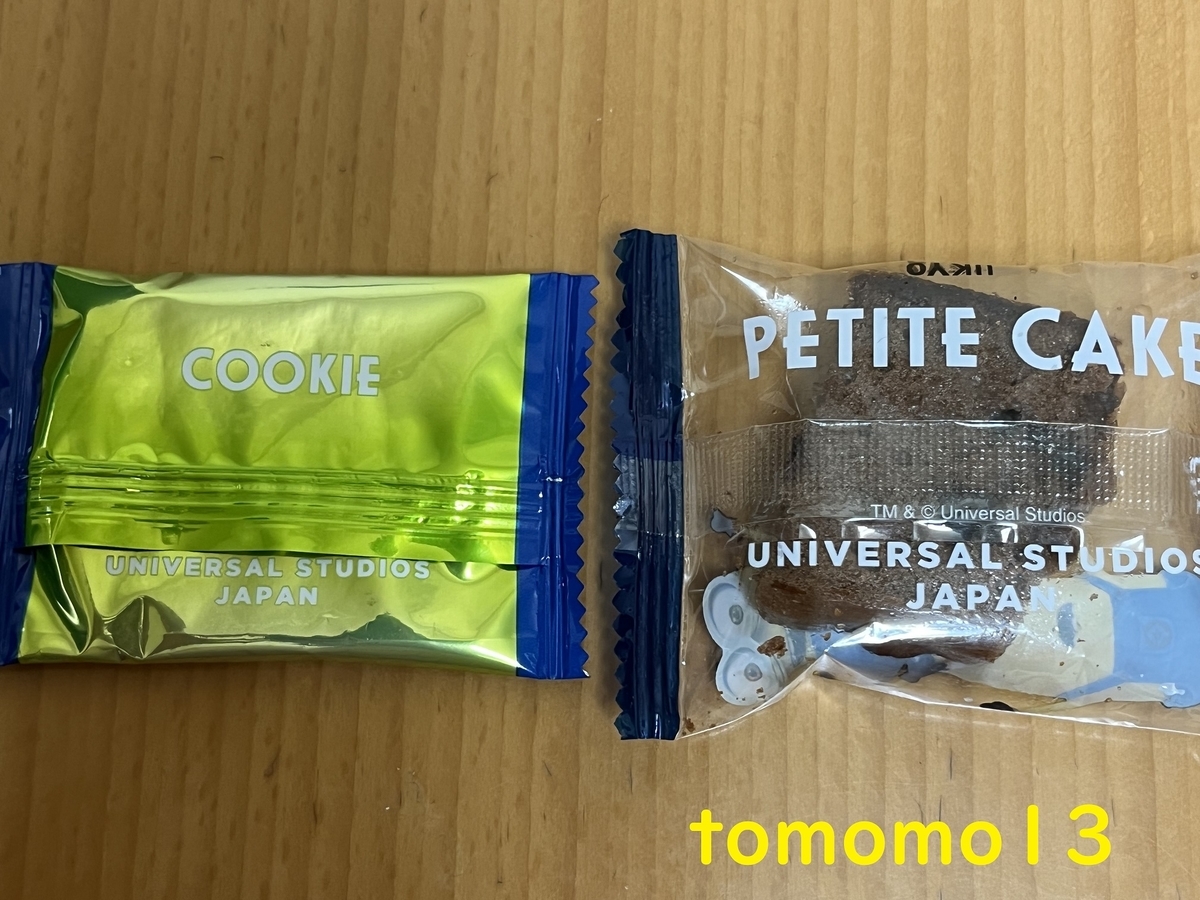 COOKIE
UNIVERSAL STUDIOS
JAPAN
PETITE CAKE
TM & © Universal Studios
UNIVERSAL STUDIOS
JAPAN
tomomo13